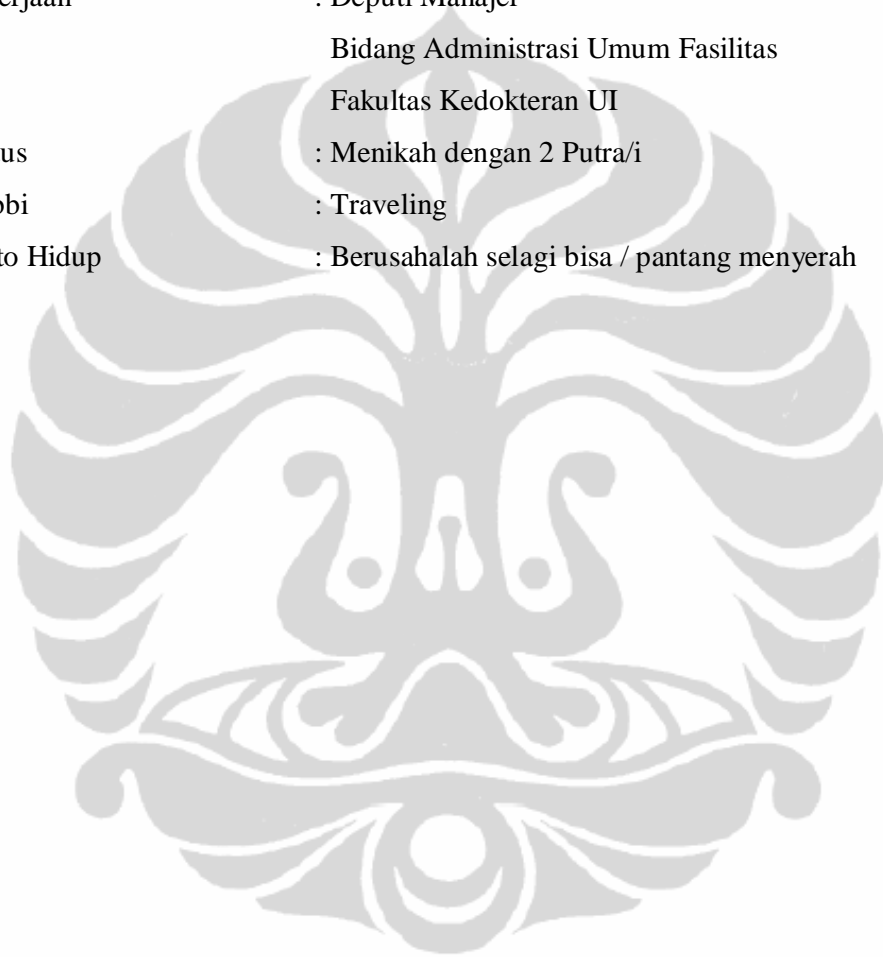 erjaan : Deputi Manajer
Bidang Administrasi Umum Fasilitas
Fakultas Kedokteran UI
us : Menikah dengan 2 Putra/i
obi : Traveling
to Hidup : Berusahalah selagi bisa / pantang menyerah